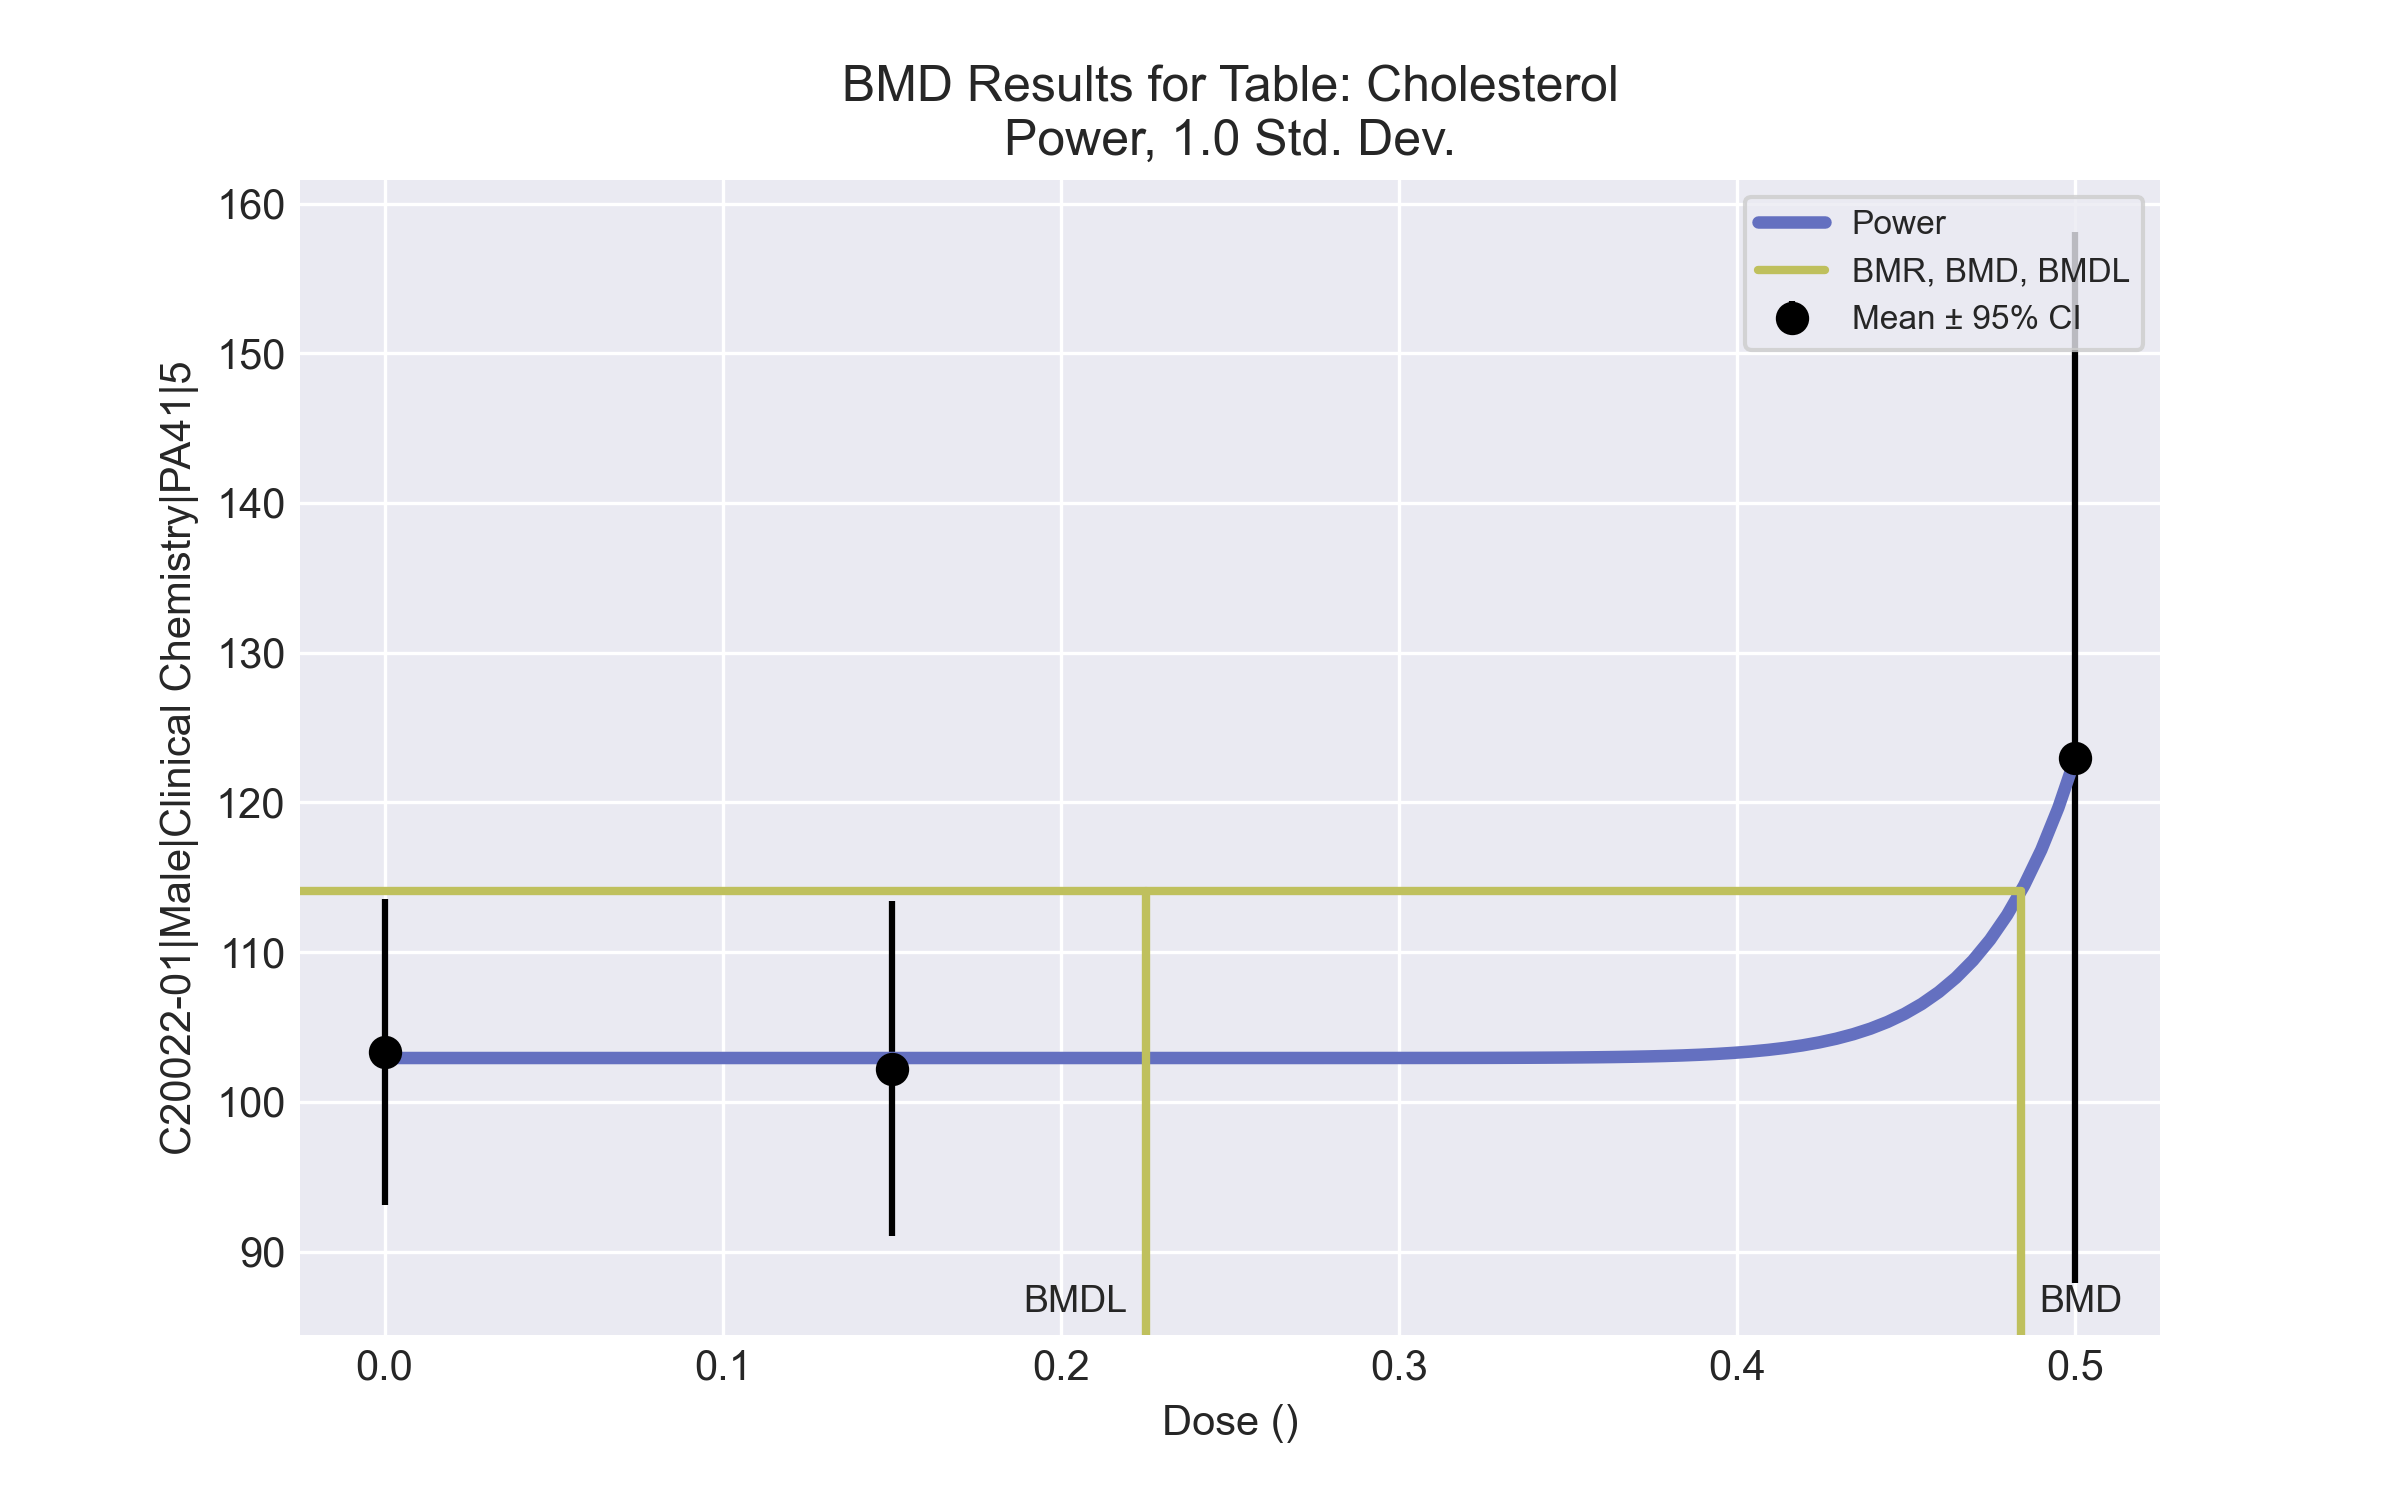 BMD Results for Table: Cholesterol
Power, 1.0 Std. Dev.
C20022-01|Male|Clinical Chemistry|PA41|5
160
150
140
130
120
110
100
90
Power
BMR, BMD, BMDL
Mean ± 95% CI
BMDL
BMD
0.0
0.1
0.2
0.3
0.4
0.5
Dose ()